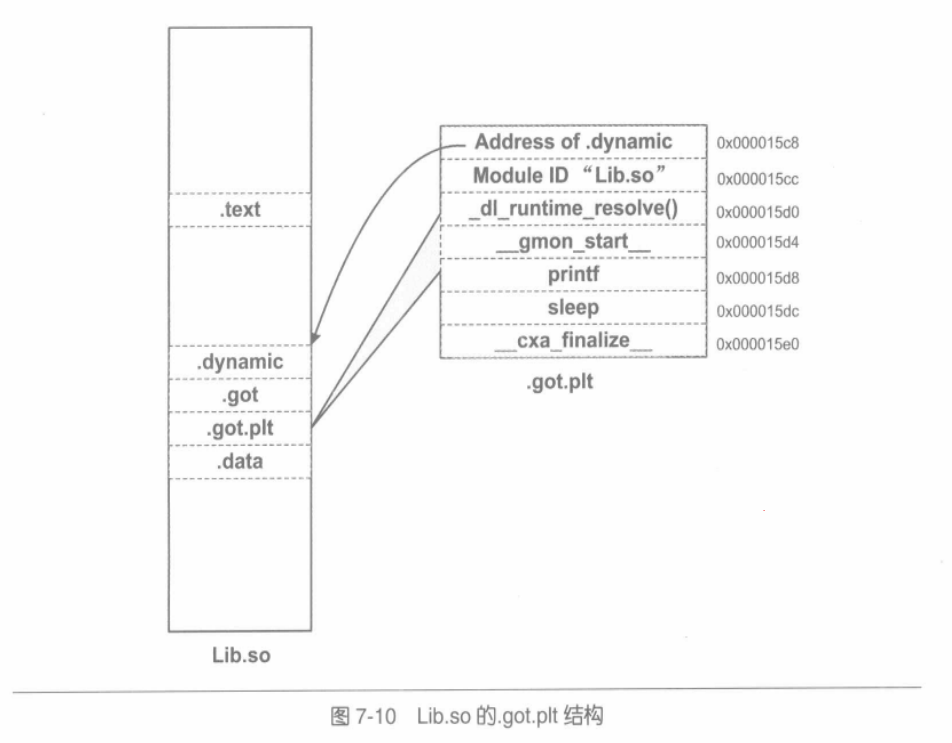 Address of .dynamic 0x000015c8
Module ID “Lib.so” 0x000015cc
.text
_dl_runtime_resolve() 0x000015d0
__gmon_start__ 0x000015d4
printf 0x000015d8
sleep 0x000015dc
__cxa_finalize__ 0x000015e0
.dynamic
.got.plt
.got
.got.plt
.data
Lib.so
图 7-10 Lib.so 的.got.plt 结构